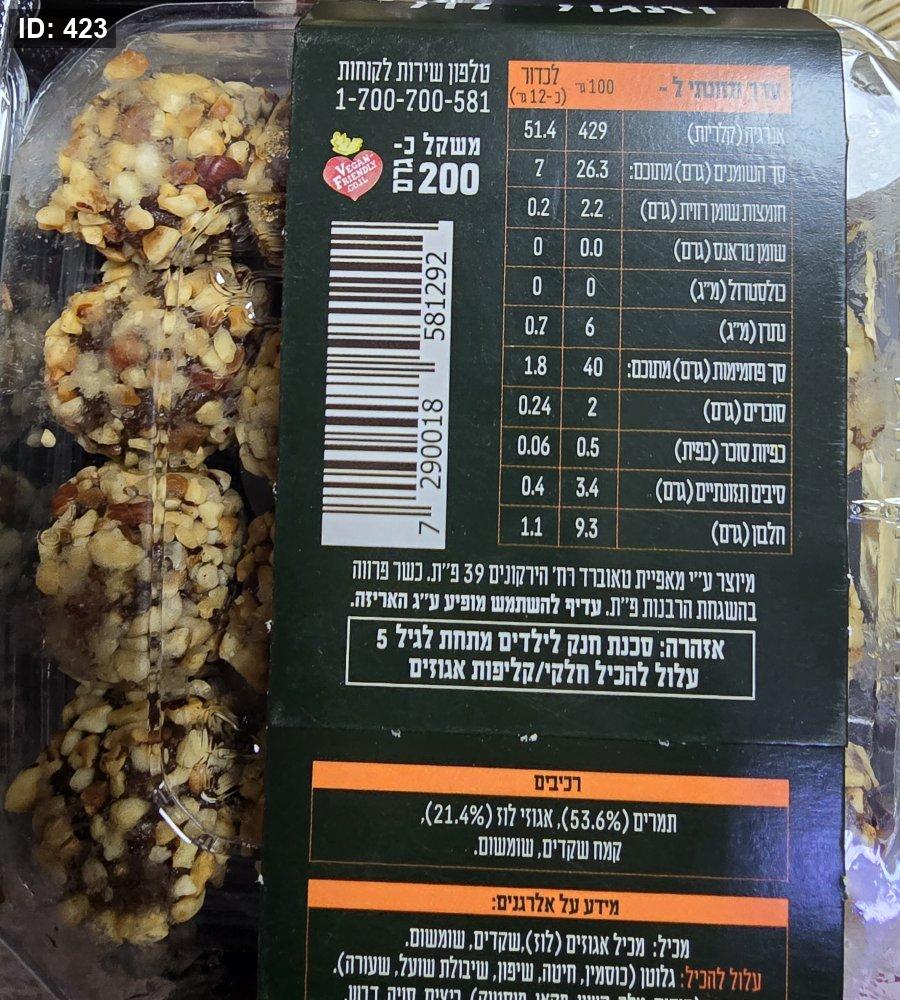 ID: 423
טלפון שירות לקוחות
1-700-700-581
משקל כ-
200 גרם
VEGAN-
FRIENDLY
.CO.IL
7 290018 581292
ערך תזונתי ל - 100 גר' לכדור (כ-12 גר')
אנרגיה (קלוריות) 429 51.4
סך השומנים (גרם) מתוכם: 26.3 7
חומצות שומן רווית (גרם) 2.2 0.2
שומן טראנס (גרם) 0.0 0
כולסטרול (מ"ג) 0 0
נתרן (מ"ג) 6 0.7
סך פחמימות (גרם) מתוכם: 40 1.8
סוכרים (גרם) 2 0.24
כפיות סוכר (כפית) 0.5 0.06
סיבים תזונתיים (גרם) 3.4 0.4
חלבון (גרם) 9.3 1.1
מיוצר ע"י מאפיית טאוברד רח' הירקונים 39 פ"ת. כשר פרווה
בהשגחת הרבנות פ"ת. עדיף להשתמש מופיע ע"ג האריזה.
אזהרה: סכנת חנק לילדים מתחת לגיל 5
עלול להכיל חלקי/קליפות אגוזים
רכיבים
תמרים (53.6%), אגוזי לוז (21.4%),
קמח שקדים, שומשום.
מידע על אלרגנים:
מכיל: מכיל אגוזים (לוז), שקדים, שומשום.
עלול להכיל: גלוטן (כוסמין, חיטה, שיפון, שיבולת שועל, שעורה).